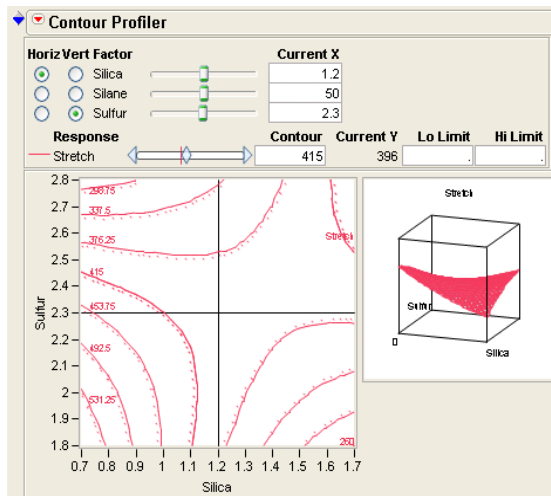 Contour Profiler
Horiz Vert Factor Current X
Silica 1.2
Silane 50
Sulfur 2.3
Response Contour Current Y Lo Limit Hi Limit
Stretch 415 396 . .
2.8
2.7
2.6
2.5
2.4
2.3
2.2
2.1
2
1.9
1.8
Sulfur
298.75
337.5
376.25
415
453.75
492.5
531.25
Stretch
260
0.7 0.8 0.9 1 1.1 1.2 1.3 1.4 1.5 1.6 1.7
Silica
Stretch
Sulfur
0
Silica